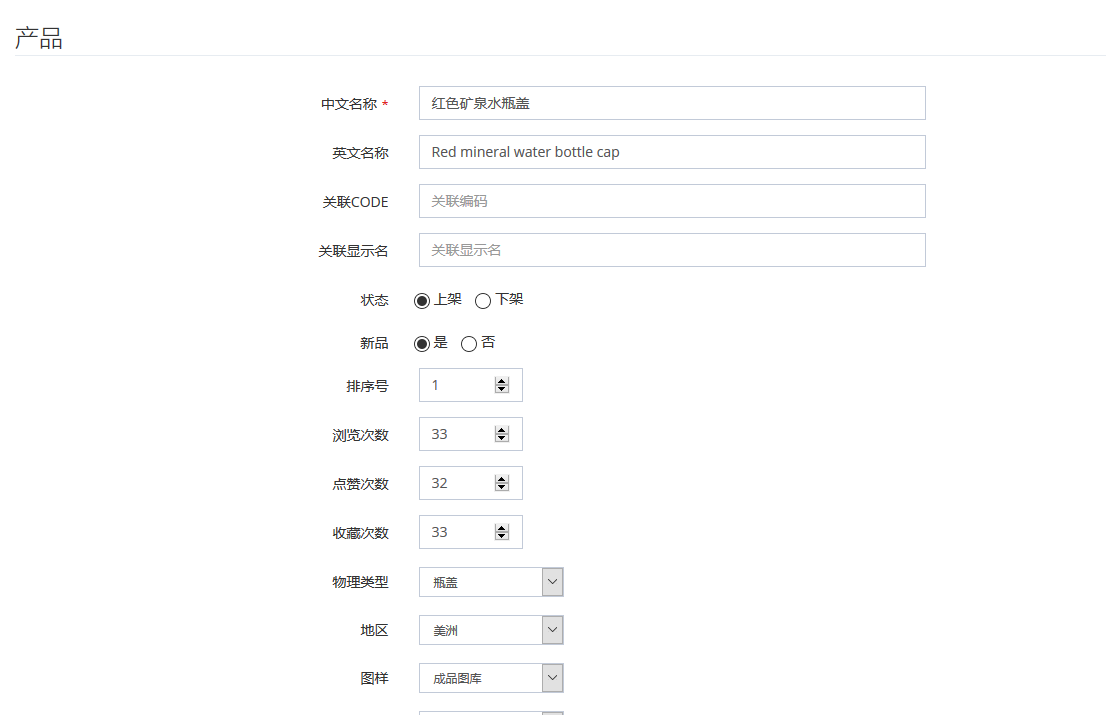 产品
中文名称 * 红色矿泉水瓶盖
英文名称 Red mineral water bottle cap
关联CODE 关联编码
关联显示名 关联显示名
状态 上架 下架
新品 是 否
排序号 1
浏览次数 33
点赞次数 32
收藏次数 33
物理类型 瓶盖
地区 美洲
图样 成品图库